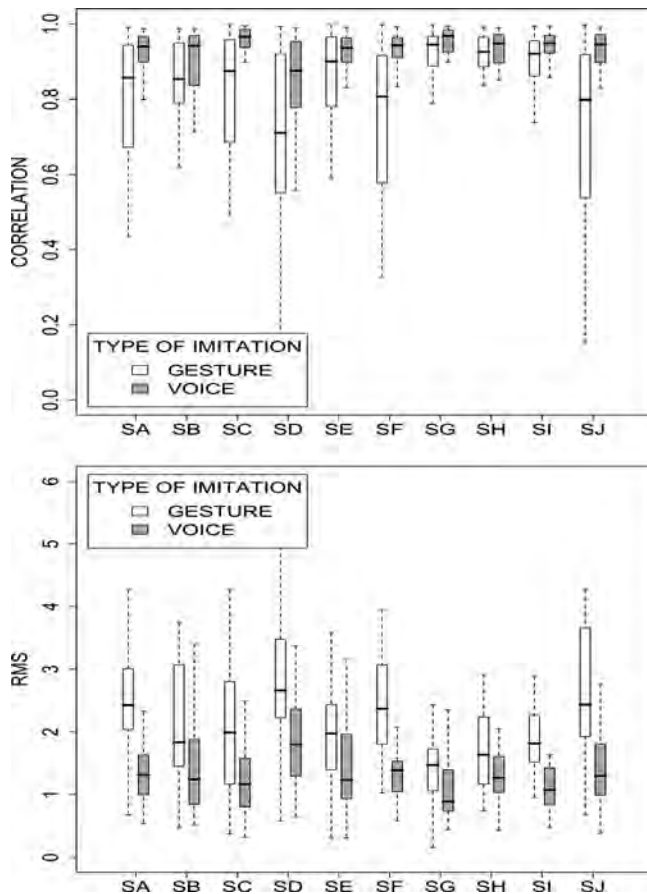 CORRELATION
1.0
0.8
0.6
0.4
0.2
0.0
TYPE OF IMITATION
GESTURE
VOICE
SA SB SC SD SE SF SG SH SI SJ
RMS
6
5
4
3
2
1
0
TYPE OF IMITATION
GESTURE
VOICE
SA SB SC SD SE SF SG SH SI SJ